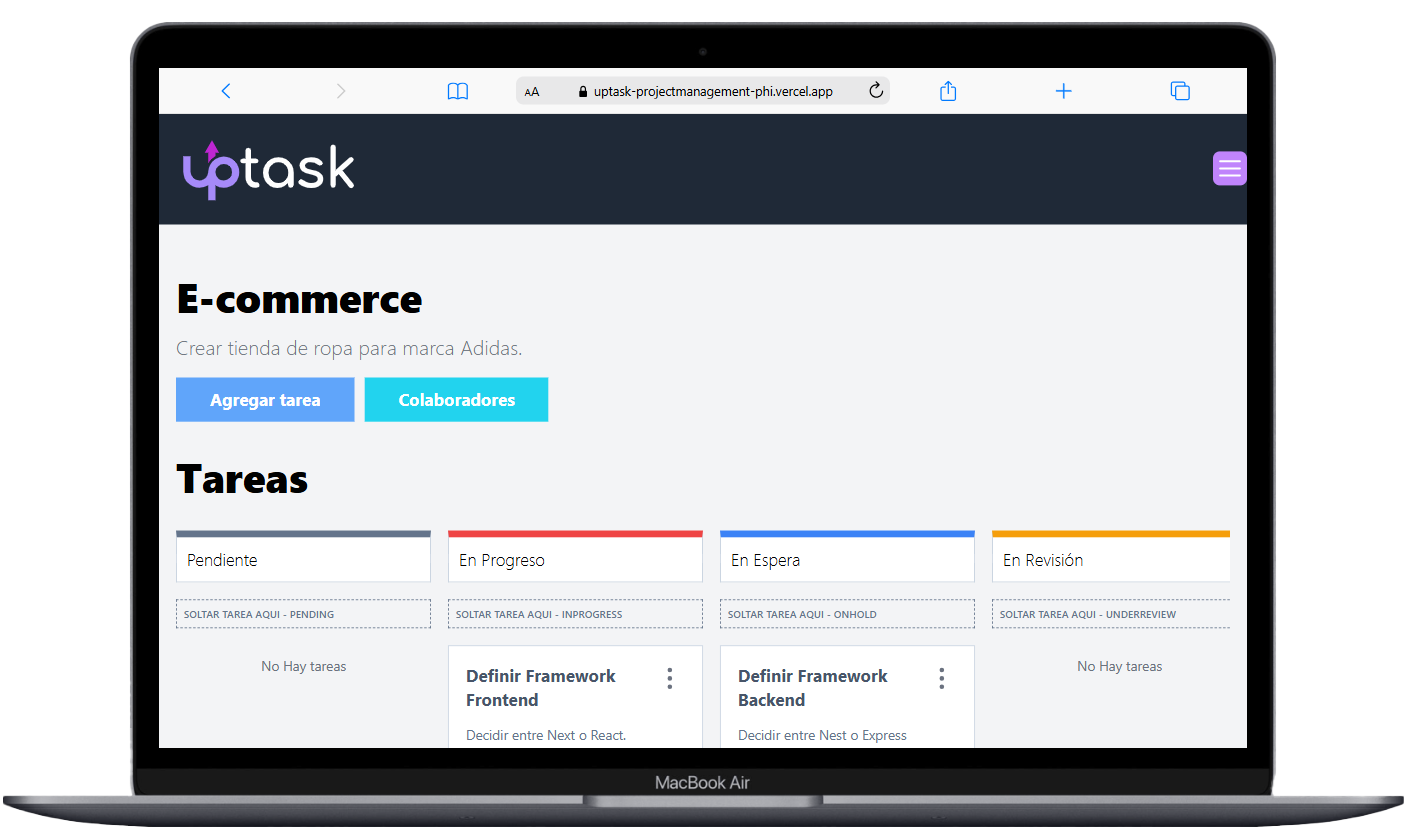 AA uptask-projectmanagement-phi.vercel.app
uptask
E-commerce
Crear tienda de ropa para marca Adidas.
Agregar tarea Colaboradores
Tareas
Pendiente En Progreso En Espera En Revisión
SOLTAR TAREA AQUI - PENDING SOLTAR TAREA AQUI - INPROGRESS SOLTAR TAREA AQUI - ONHOLD SOLTAR TAREA AQUI - UNDERREVIEW
No Hay tareas
Definir Framework
Frontend
Decidir entre Next o React.
Definir Framework
Backend
Decidir entre Nest o Express
No Hay tareas
MacBook Air